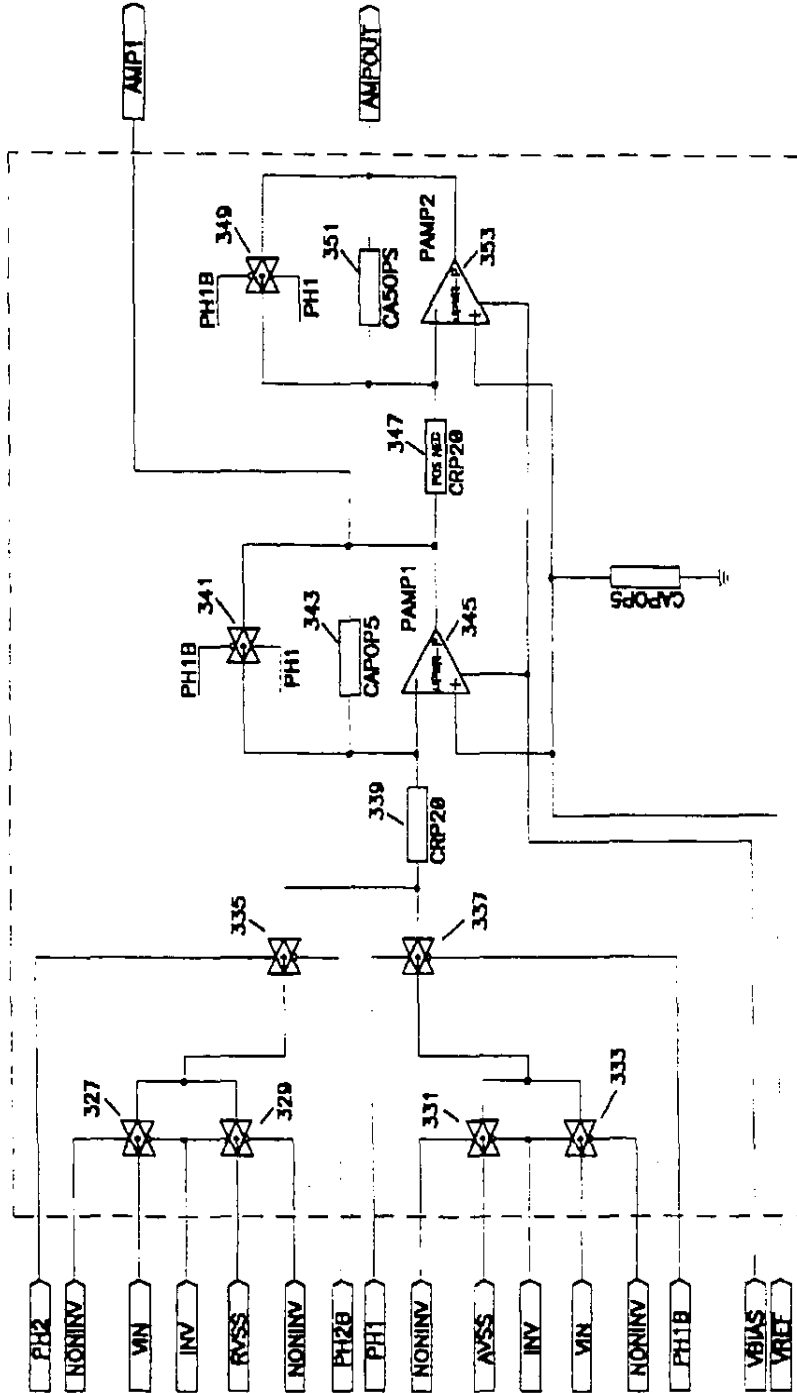 AMP1
AMPOUT
349
PH1B
PH1
351
CA50PS
PAMP2
353
347
POS NEG
CRP20
341
PH1B
PH1
343
CAPOP5
PAMP1
345
CAPOP5
339
CRP20
335
337
327
329
331
333
PH2
NONINV
VIN
INV
RVSS
NONINV
PH2B
PH1
NONINV
AVSS
INV
VIN
NONINV
PH1B
VBIAS
VREF